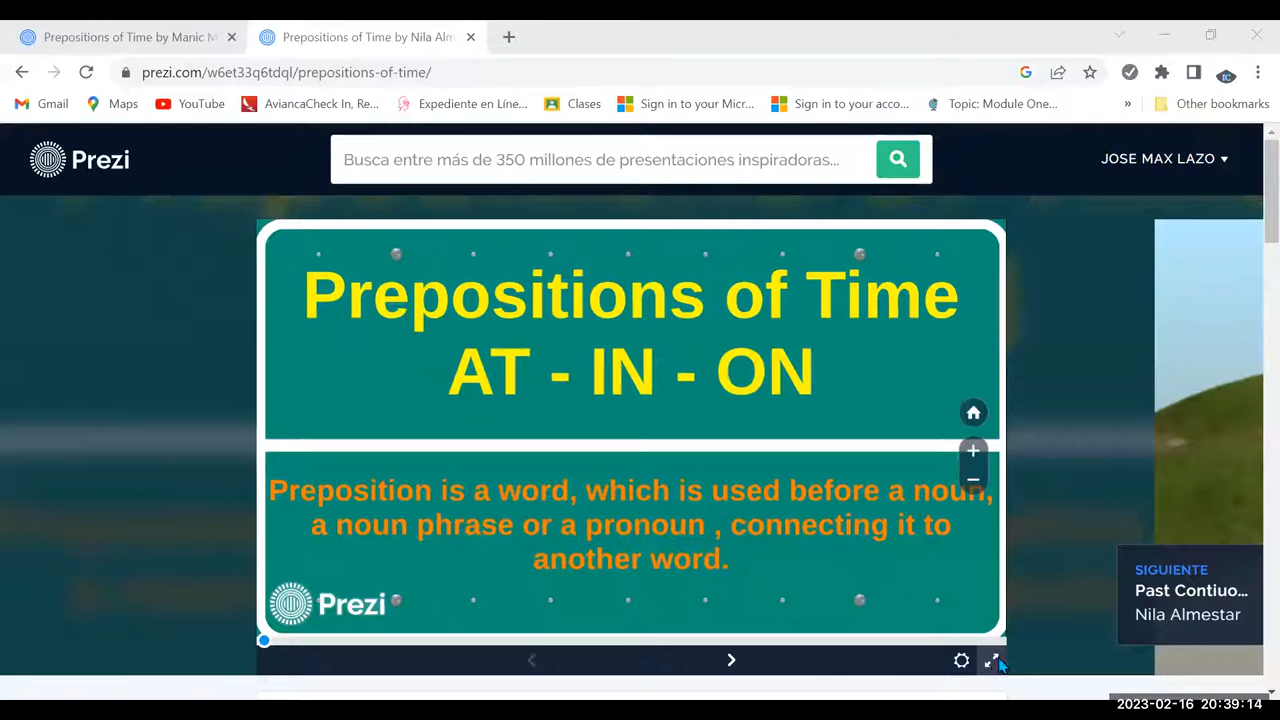 Prepositions of Time by Manic M
Prepositions of Time by Nila Alm
prezi.com/w6et33q6tdql/prepositions-of-time/
Gmail
Maps
YouTube
AviancaCheck In, Re...
Expediente en Líne...
Clases
Sign in to your Micr...
Sign in to your acco...
Topic: Module One...
»
Other bookmarks
Prezi
Busca entre más de 350 millones de presentaciones inspiradoras...
JOSE MAX LAZO
Prepositions of Time
AT - IN - ON
Preposition is a word, which is used before a noun,
a noun phrase or a pronoun , connecting it to
another word.
Prezi
SIGUIENTE
Past Contiuo...
Nila Almestar
2023-02-16 20:39:14